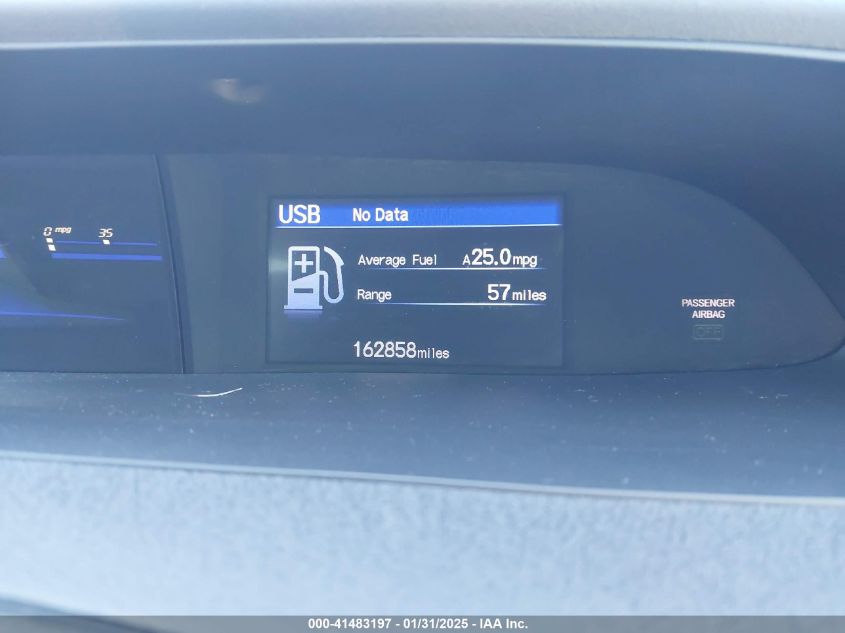 USB No Data
0 mpg 35
Average Fuel A25.0mpg
Range 57miles
PASSENGER
AIRBAG
OFF
162858miles
000-41483197 - 01/31/2025 - IAA Inc.